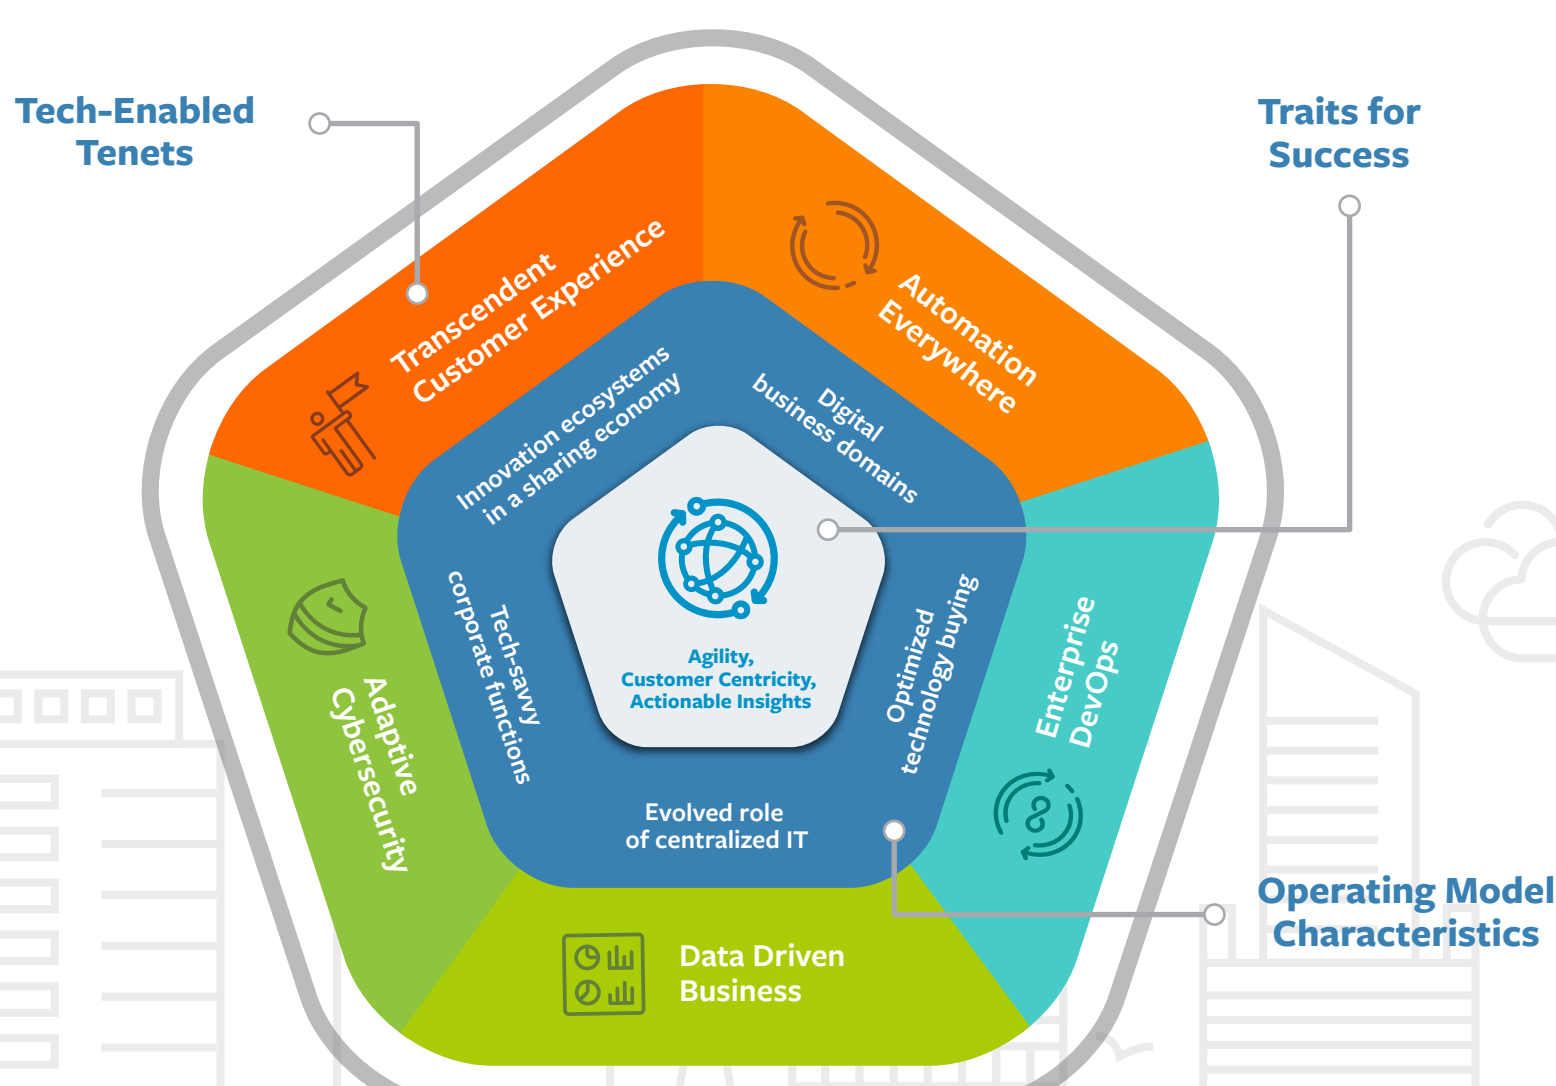 Tech-Enabled
Tenets
Traits for
Success
Transcendent
Customer Experience
Automation
Everywhere
Innovation ecosystems
in a sharing economy
Digital
business domains
Tech-savvy
corporate functions
Optimized
technology buying
Agility,
Customer Centricity,
Actionable Insights
Adaptive
Cybersecurity
Enterprise
DevOps
Evolved role
of centralized IT
Operating Model
Characteristics
Data Driven
Business